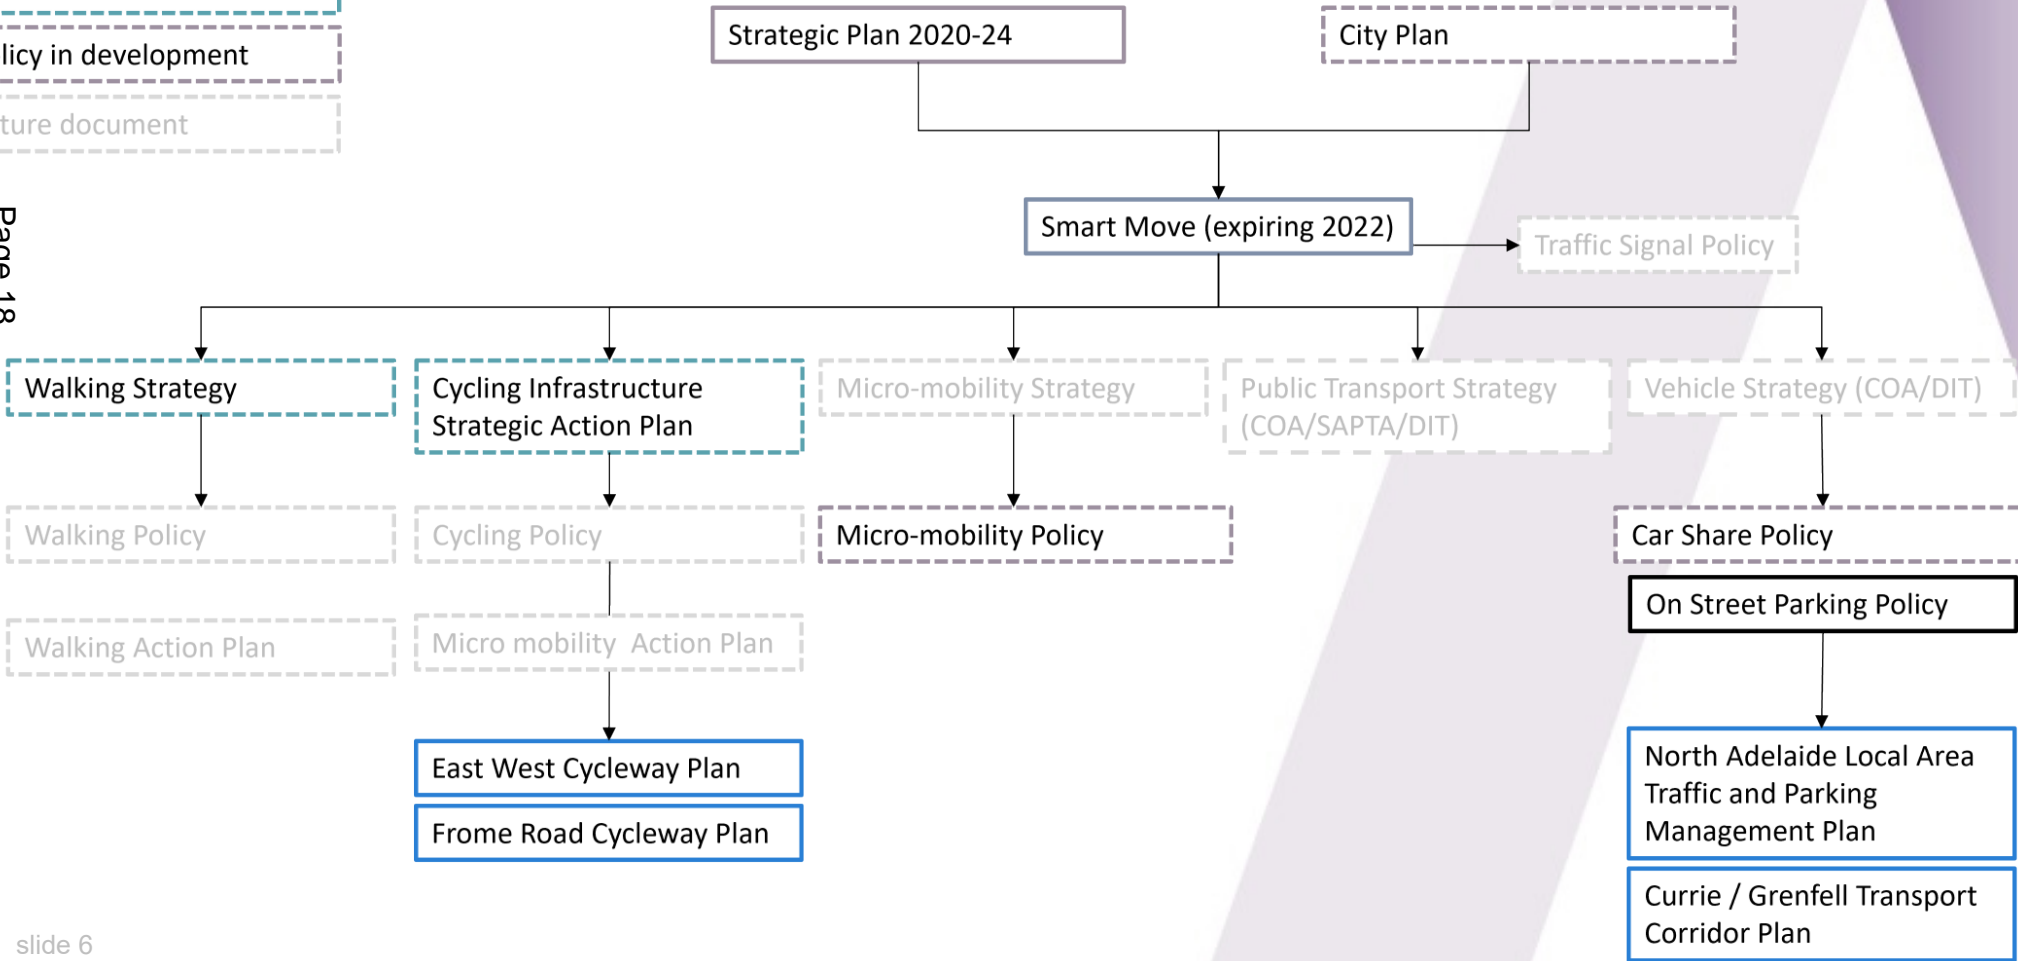 licy in development
ture document
Strategic Plan 2020-24
City Plan
Page 18
Smart Move (expiring 2022)
Traffic Signal Policy
Walking Strategy
Cycling Infrastructure
Strategic Action Plan
Micro-mobility Strategy
Public Transport Strategy
(COA/SAPTA/DIT)
Vehicle Strategy (COA/DIT)
Walking Policy
Cycling Policy
Micro-mobility Policy
Car Share Policy
On Street Parking Policy
Walking Action Plan
Micro mobility  Action Plan
East West Cycleway Plan
Frome Road Cycleway Plan
North Adelaide Local Area
Traffic and Parking
Management Plan
Currie / Grenfell Transport
Corridor Plan
slide 6